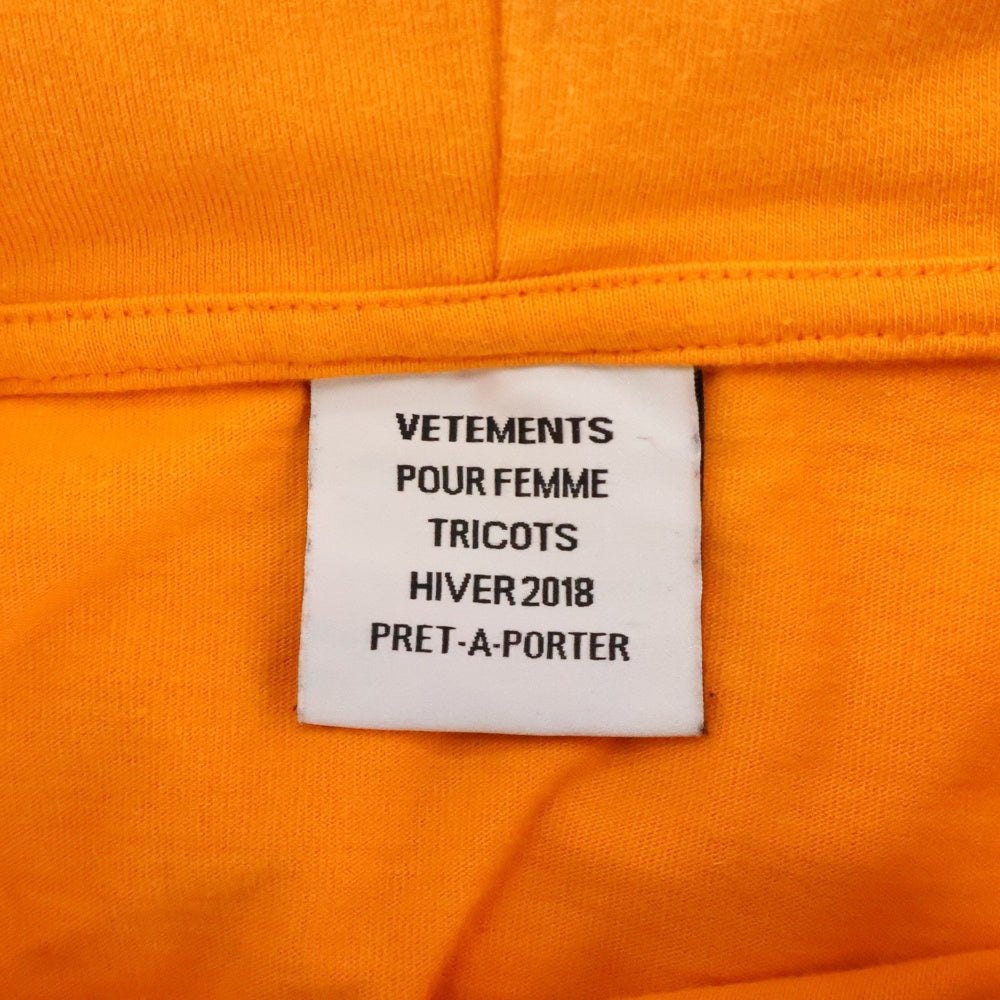 VETEMENTS
POUR FEMME
TRICOTS
HIVER 2018
PRET-A-PORTER